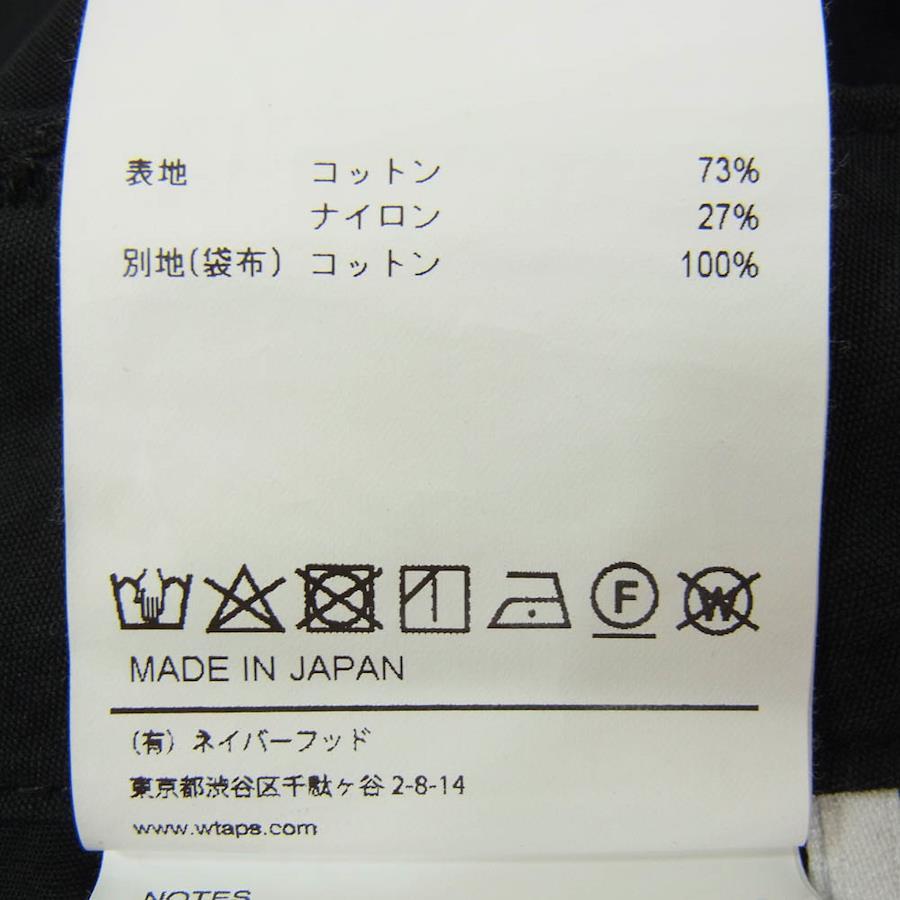 表地 コットン 73%
ナイロン 27%
別地(袋布) コットン 100%
F W
MADE IN JAPAN
(有) ネイバーフッド
東京都渋谷区千駄ヶ谷 2-8-14
www.wtaps.com
NOTES